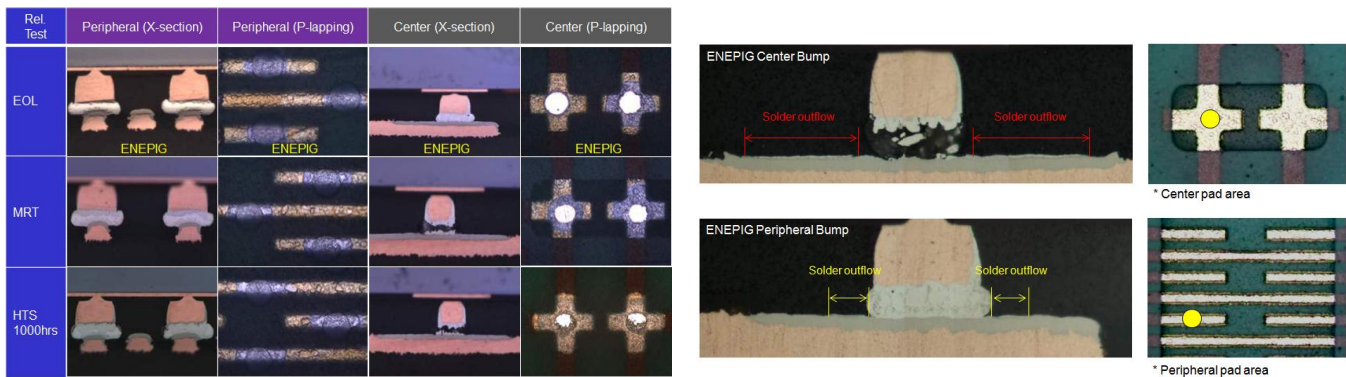 Rel. Test
Peripheral (X-section)
Peripheral (P-lapping)
Center (X-section)
Center (P-lapping)
EOL
ENEPIG
ENEPIG
ENEPIG
ENEPIG
MRT
HTS
1000hrs
ENEPIG Center Bump
Solder outflow
Solder outflow
* Center pad area
ENEPIG Peripheral Bump
Solder outflow
Solder outflow
* Peripheral pad area